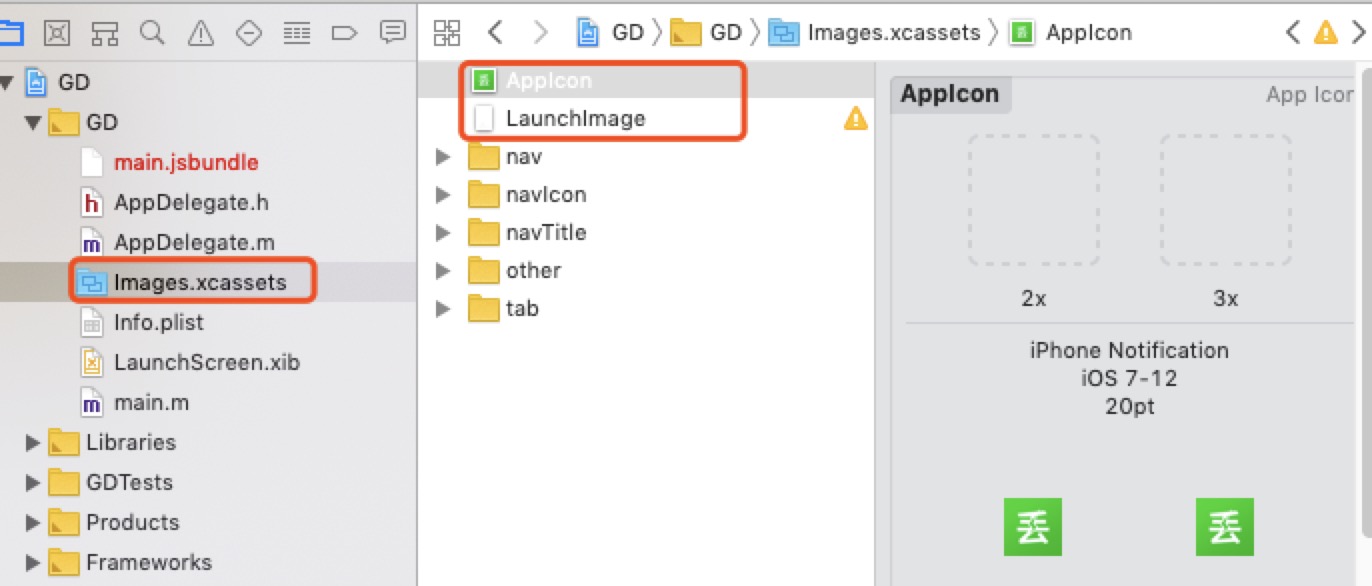 GD GD Images.xcassets AppIcon
GD
GD
main.jsbundle
AppDelegate.h
AppDelegate.m
Images.xcassets
Info.plist
LaunchScreen.xib
main.m
Libraries
GDTests
Products
Frameworks
AppIcon
LaunchImage
nav
navIcon
navTitle
other
tab
AppIcon
App Icon
2x 3x
iPhone Notification
iOS 7-12
20pt
丢 丢